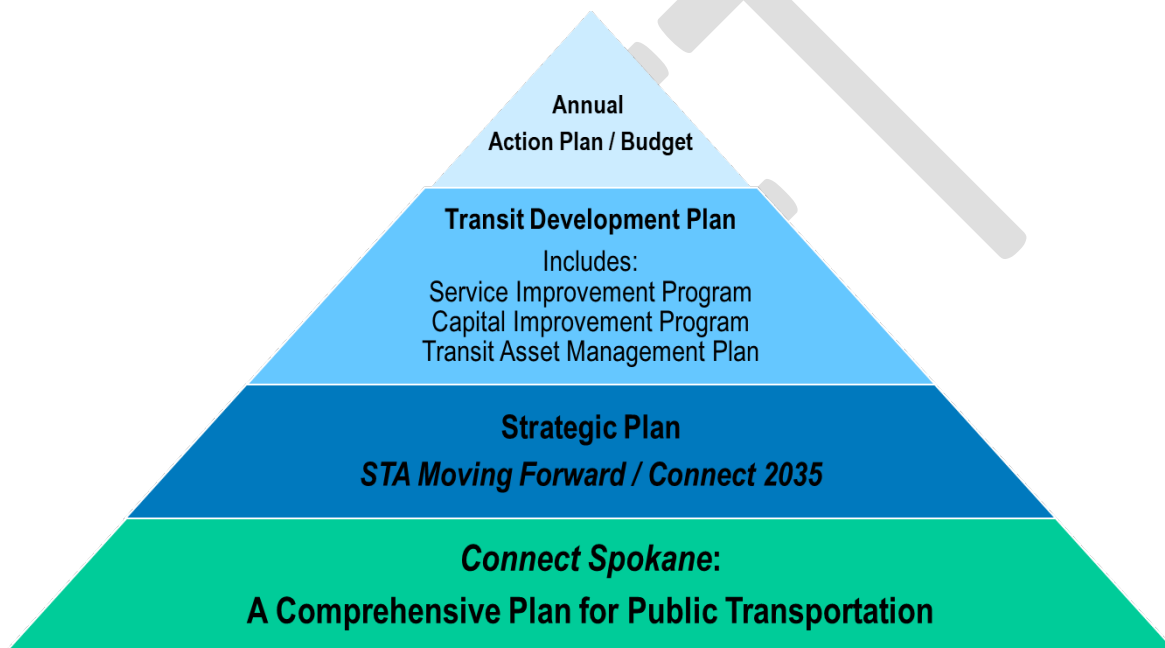 Annual
Action Plan / Budget
Transit Development Plan
Includes:
Service Improvement Program
Capital Improvement Program
Transit Asset Management Plan
Strategic Plan
STA Moving Forward / Connect 2035
Connect Spokane:
A Comprehensive Plan for Public Transportation